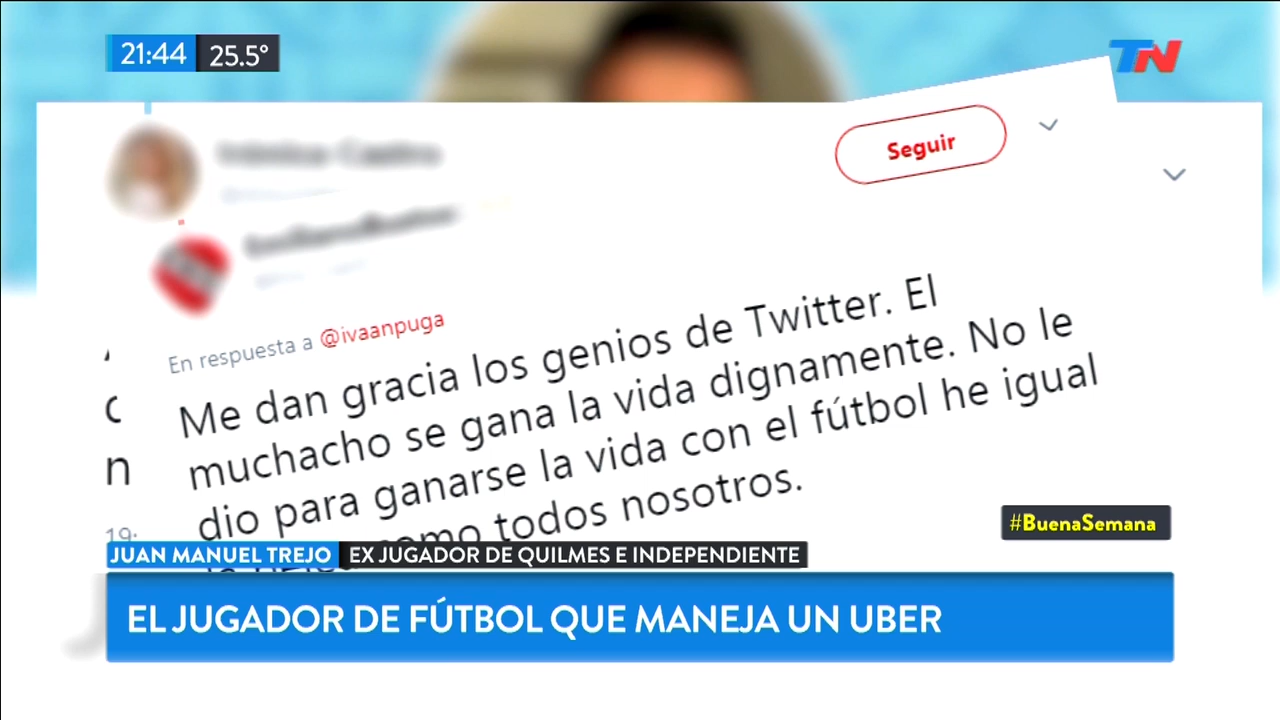 21:44 25.5°
TN
Seguir
En respuesta a @ivaanpuga
Me dan gracia los genios de Twitter. El
muchacho se gana la vida dignamente. No le
dio para ganarse la vida con el fútbol he igual
como todos nosotros.
#BuenaSemana
JUAN MANUEL TREJO EX JUGADOR DE QUILMES E INDEPENDIENTE
EL JUGADOR DE FÚTBOL QUE MANEJA UN UBER